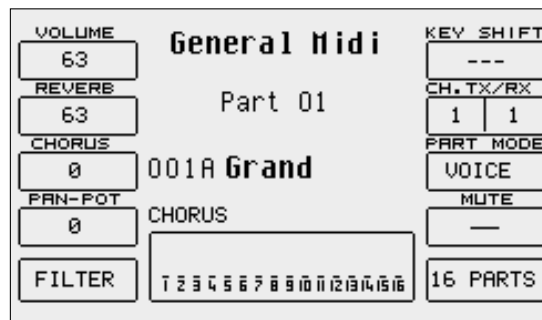 VOLUME
63
REVERB
63
CHORUS
0
PAN-POT
0
FILTER
General Midi
Part 01
001A Grand
CHORUS
1 2 3 4 5 6 7 8 9 10 11 12 13 14 15 16
KEY SHIFT
---
CH.TX/RX
1 1
PART MODE
VOICE
MUTE
—
16 PARTS